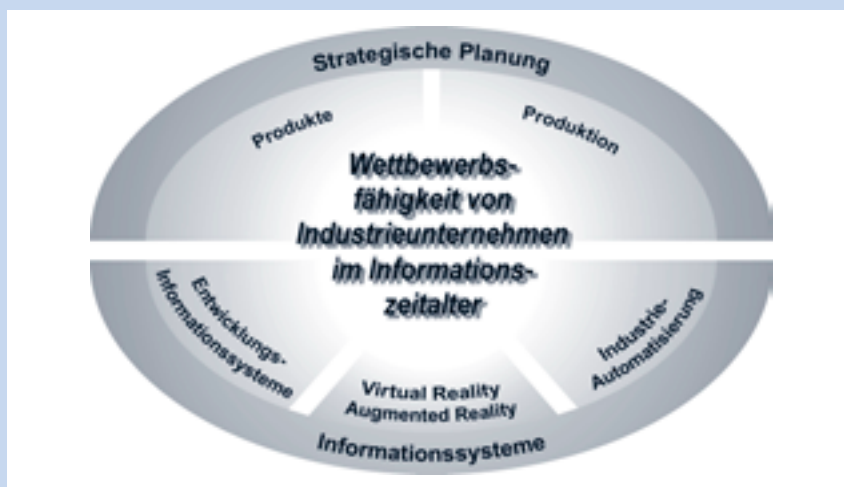 Strategische Planung
Produkte
Produktion
Wettbewerbs-
fähigkeit von
Industrieunternehmen
im Informations-
zeitalter
Entwicklungs-
Informationssysteme
Industrie-
Automatisierung
Virtual Reality
Augmented Reality
Informationssysteme